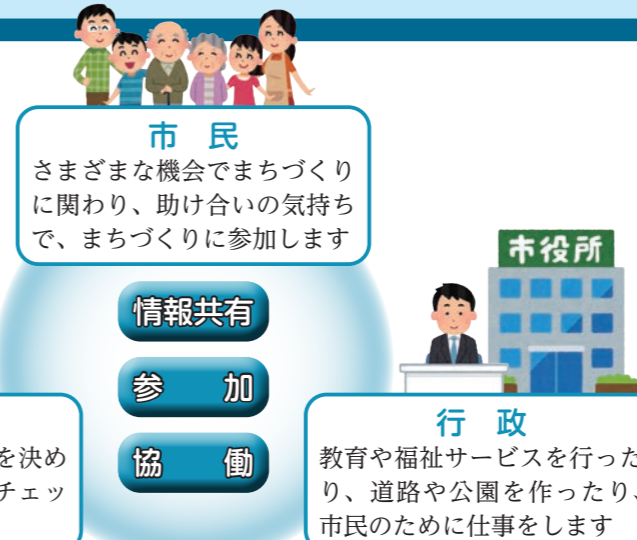 市民
さまざまな機会でまちづくり
に関わり、助け合いの気持ち
で、まちづくりに参加します
市役所
情報共有
参加
協働
を決め
チェッ
行政
教育や福祉サービスを行った
り、道路や公園を作ったり、
市民のために仕事をします